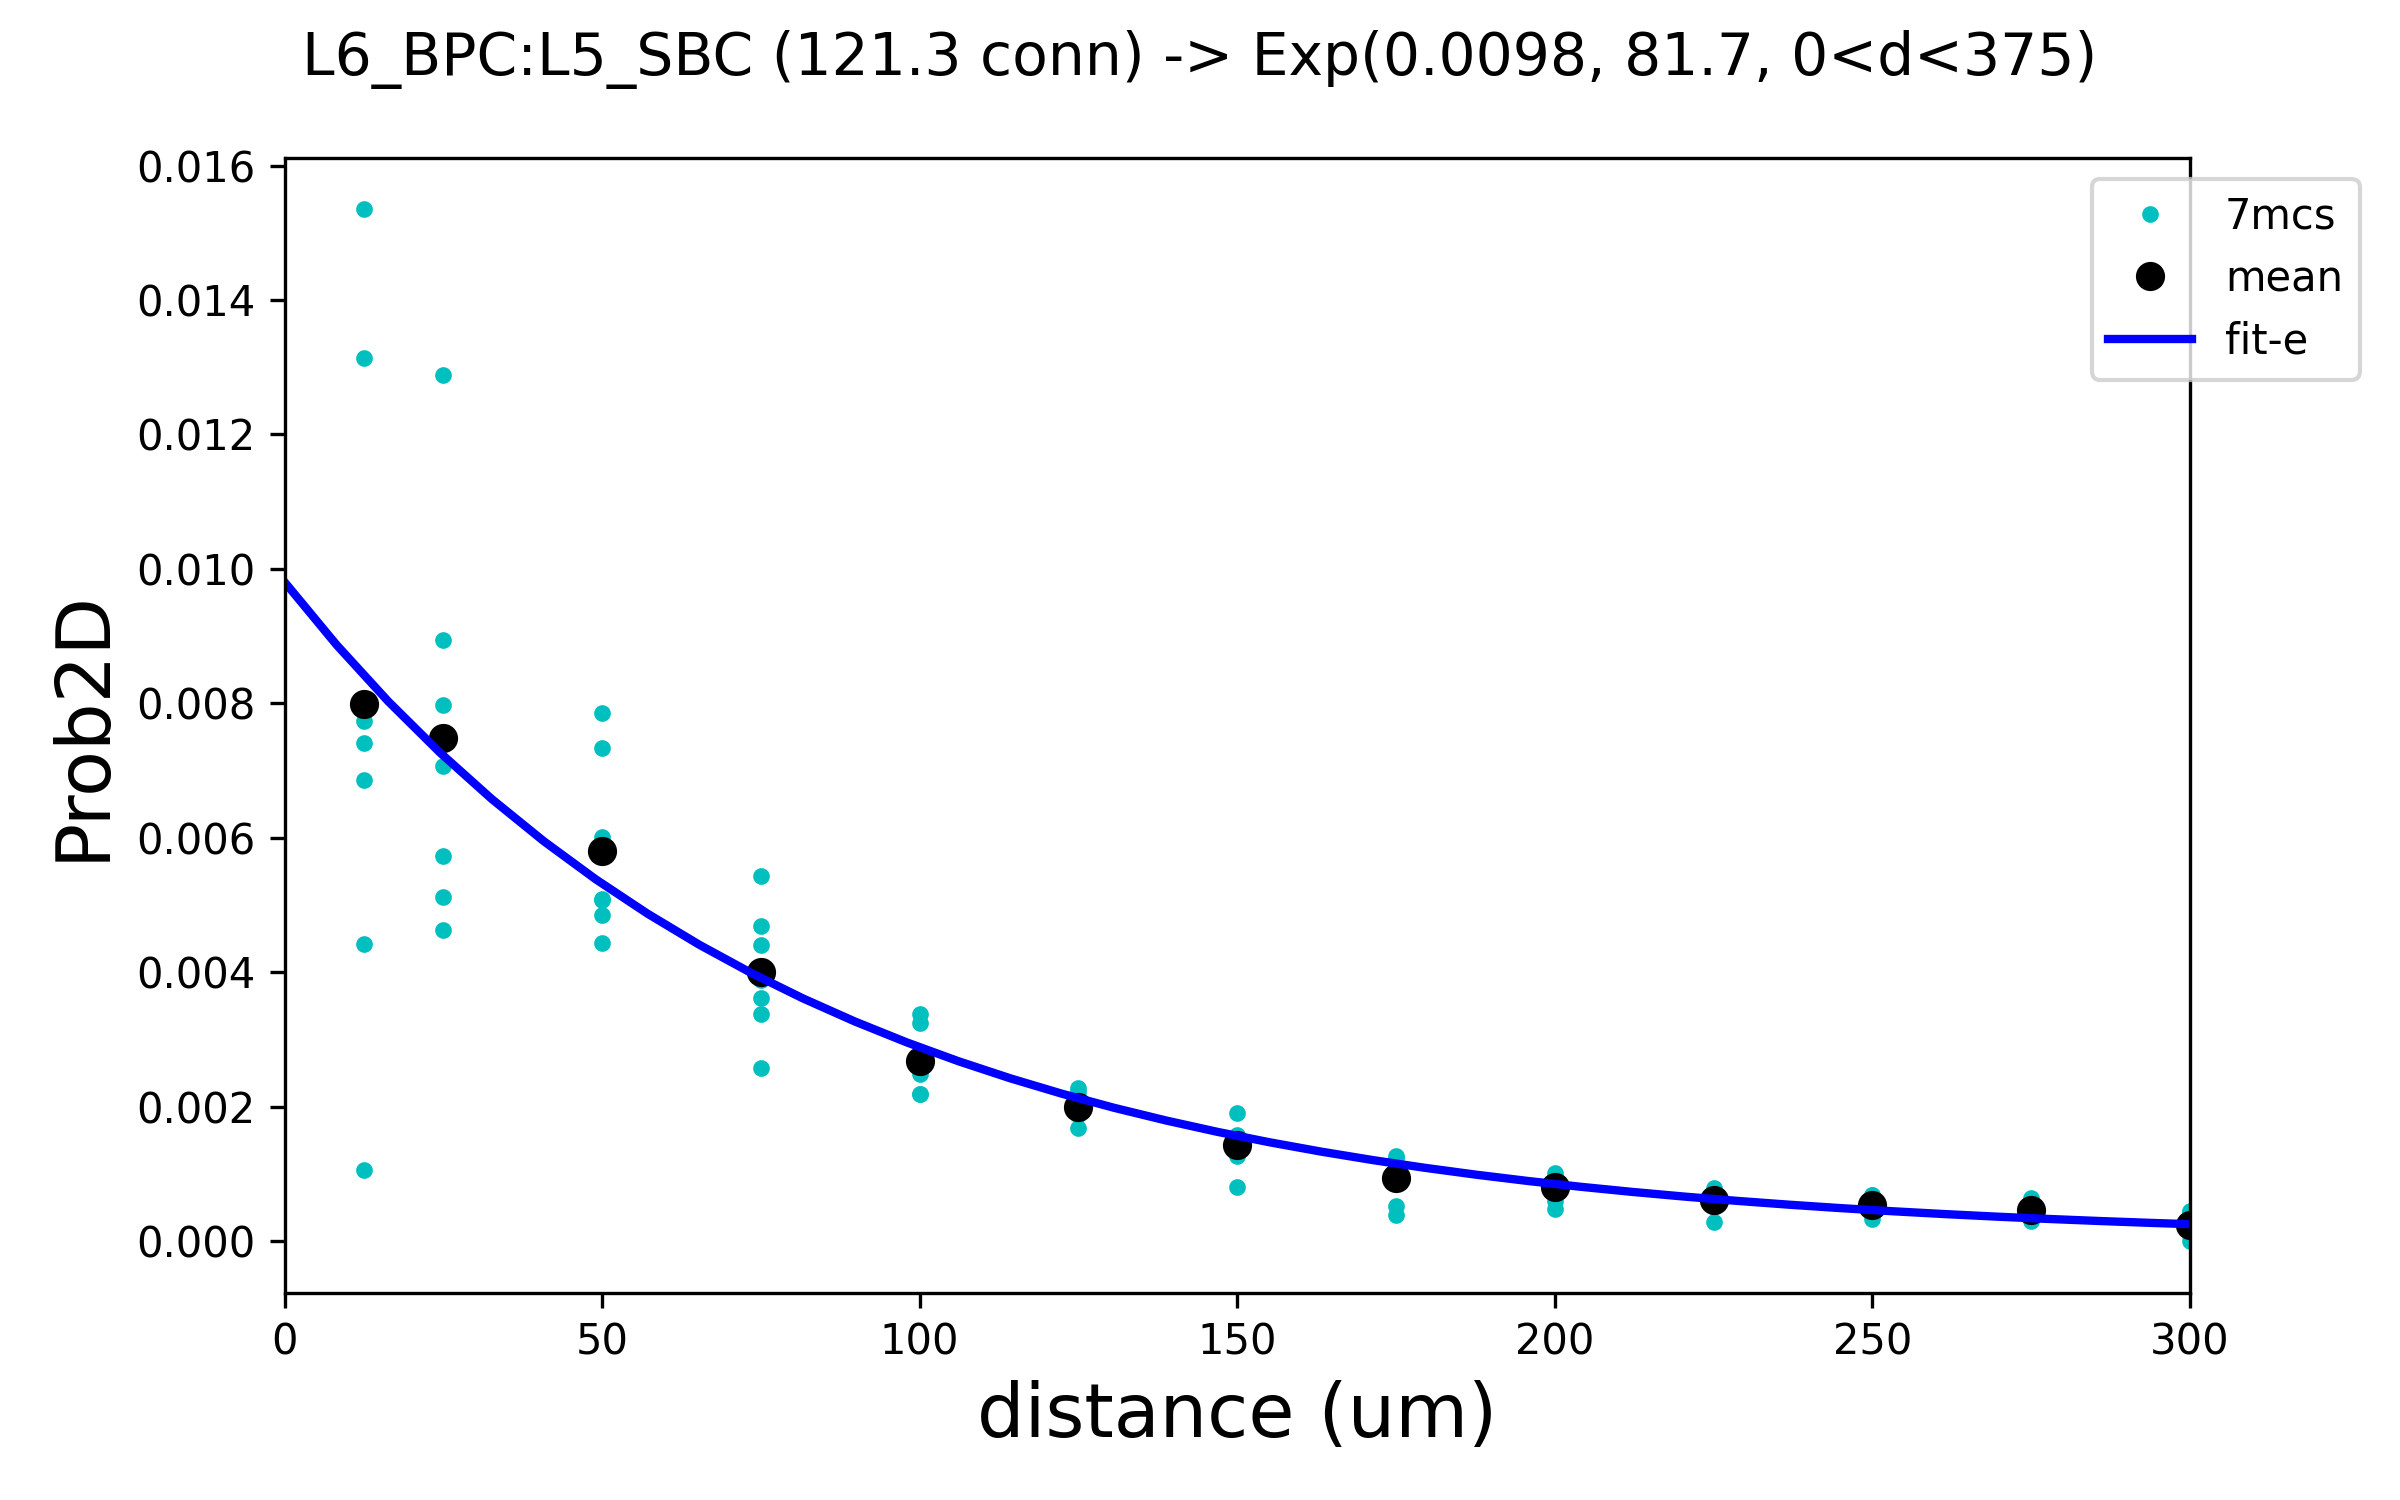 L6_BPC:L5_SBC (121.3 conn) -> Exp(0.0098, 81.7, 0<d<375)
0.016
0.014
0.012
0.010
0.008
0.006
0.004
0.002
0.000
Prob2D
0 50 100 150 200 250 300
distance (um)
7mcs
mean
fit-e